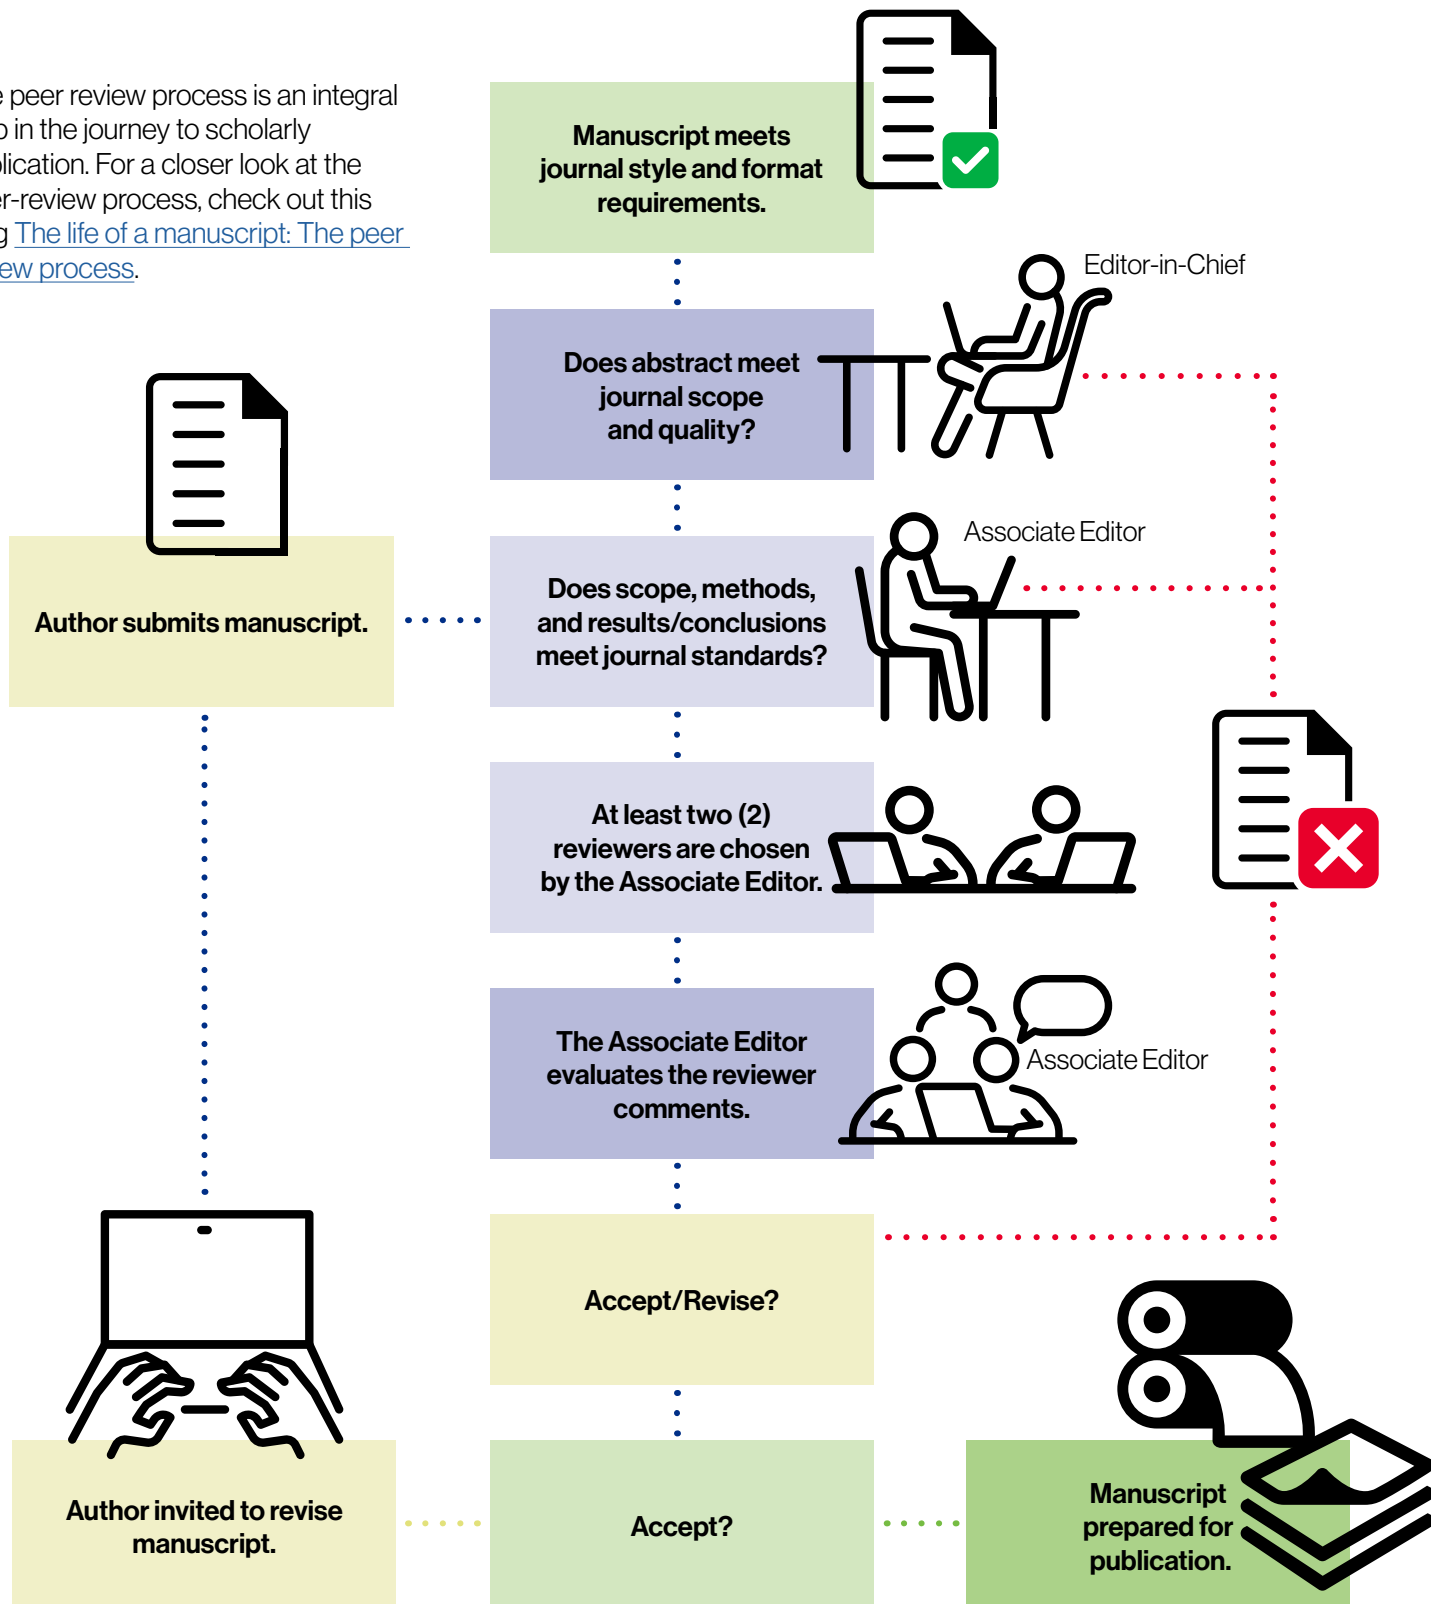 peer review process is an integral
in the journey to scholarly
lication. For a closer look at the
r-review process, check out this
g The life of a manuscript: The peer
ew process.
Manuscript meets
journal style and format
requirements.
Editor-in-Chief
Does abstract meet
journal scope
and quality?
Associate Editor
Author submits manuscript.
Does scope, methods,
and results/conclusions
meet journal standards?
At least two (2)
reviewers are chosen
by the Associate Editor.
The Associate Editor
evaluates the reviewer
comments.
Associate Editor
Accept/Revise?
Author invited to revise
manuscript.
Accept?
Manuscript
prepared for
publication.